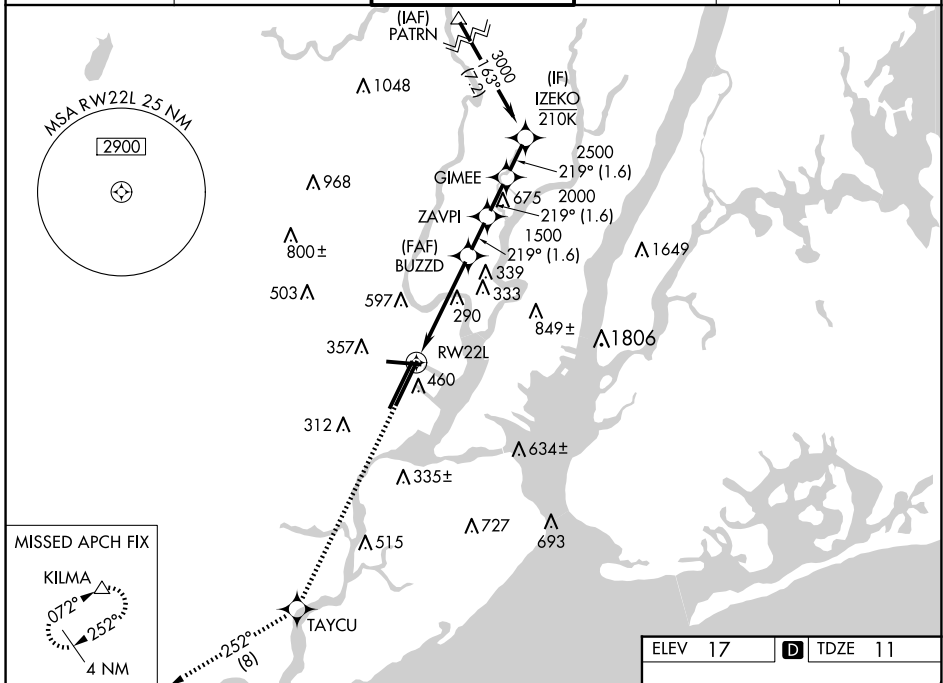 (IAF)
PATRN
3000
163°
(7.2)
(IF)
IZEKO
210K
1048
MSA RW22L 25 NM
2900
2500
219° (1.6)
GIMEE
968
675
2000
219° (1.6)
ZAVPI
1500
219° (1.6)
(FAF)
BUZZD
800±
1649
339
333
503
597
290
849±
1806
357
RW22L
460
312
634±
335±
727
693
515
MISSED APCH FIX
KILMA
072°
252°
4 NM
TAYCU
252°
(8)
ELEV 17
D
TDZE 11